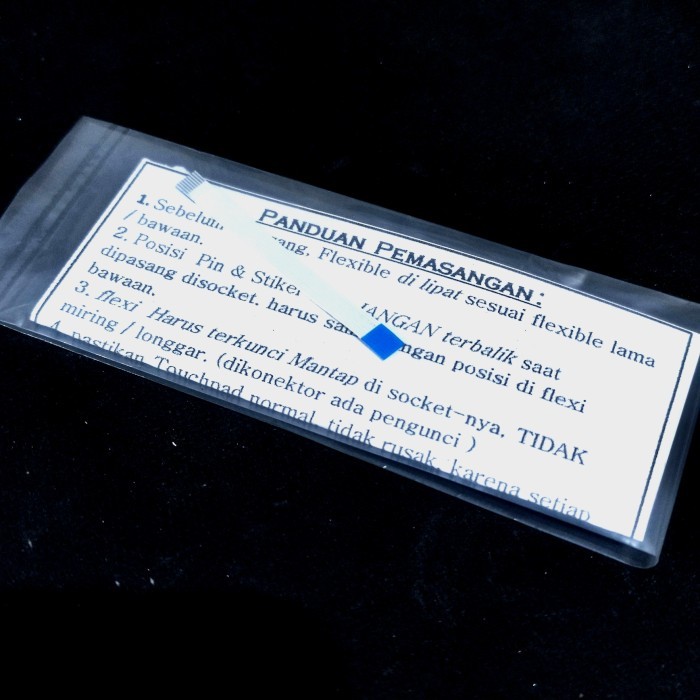 PANDUAN PEMASANGAN :
1. Sebelum sang, Flexible di lipat sesuai flexible lama
/ bawaan.
2. Posisi Pin & Stiker JANGAN terbalik saat
dipasang disocket, harus sam ngan posisi di flexi
bawaan.
3. flexi Harus terkunci Mantap di socket-nya. TIDAK
miring / longgar. (dikonektor ada pengunci )
4. pastikan Touchpad normal, tidak rusak, karena setiap